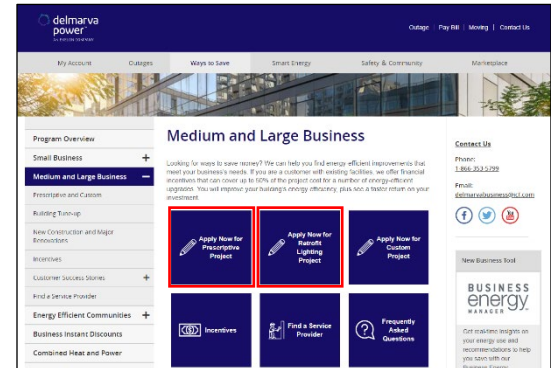 delmarva
power
AN EXELON COMPANY
Outage | Pay Bill | Moving | Contact Us
My Account Outages Ways to Save Smart Energy Safety & Community Marketplace
Program Overview
Small Business +
Medium and Large Business −
Prescriptive and Custom
Building Tune-up
New Construction and Major
Renovations
Incentives
Customer Success Stories +
Find a Service Provider
Energy Efficient Communities +
Business Instant Discounts
Combined Heat and Power
Medium and Large Business
Looking for ways to save money? We can help you find energy efficient improvements that
meet your business's needs. If you are a customer with existing facilities, we offer financial
incentives that can cover up to 50% of the project cost for a number of energy-efficient
upgrades. You will improve your building's energy efficiency, plus see a faster return on your
investment.
Apply Now for
Prescriptive
Project
Apply Now for
Retrofit
Lighting
Project
Apply Now for
Custom
Project
Incentives
Find a Service
Provider
Frequently
Asked
Questions
Contact Us
Phone:
1-866-353-5799
Email:
delmarvabusiness@icf.com
New Business Tool
BUSINESS
energy
MANAGER
Get real-time insights on
your energy use and
recommendations to help
you save with our
Business Energy